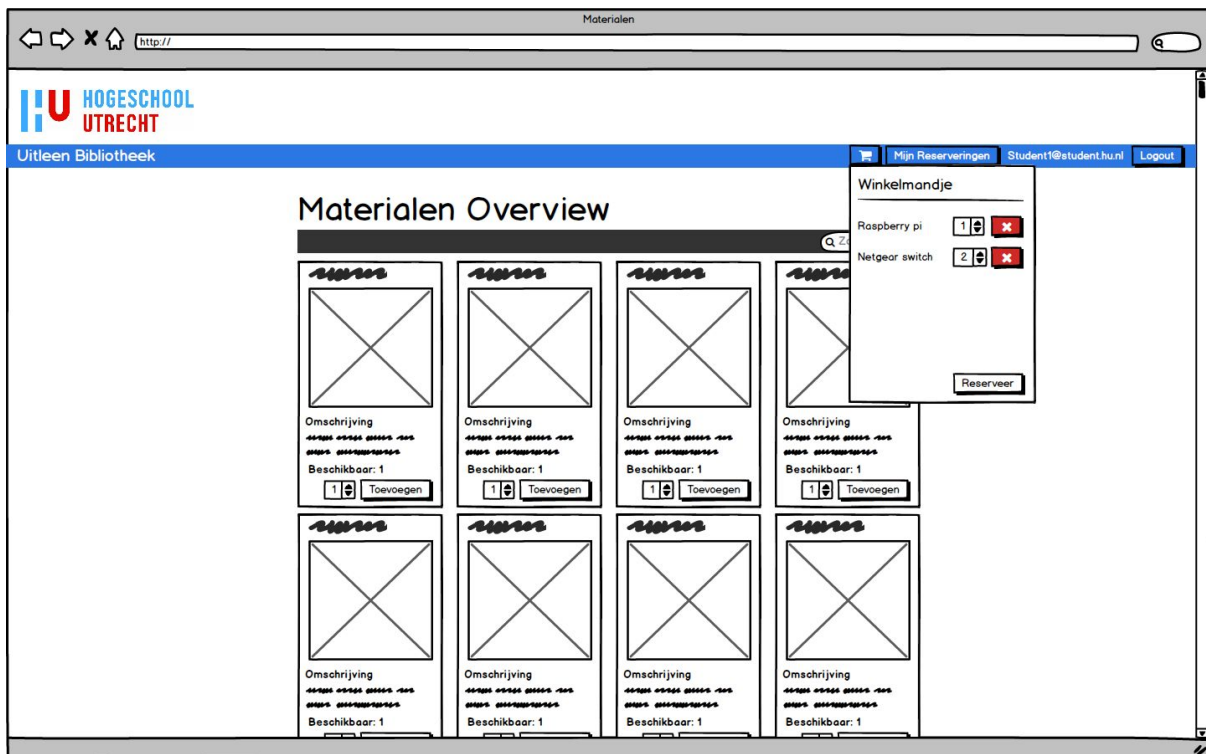 Materialen
http://
HOGESCHOOL
UTRECHT
Uitleen Bibliotheek
Mijn Reserveringen
Student1@student.hu.nl
Logout
Winkelmandje
Raspberry pi 1
Netgear switch 2
Reserveer
Materialen Overview
Omschrijving
Beschikbaar: 1
1 Toevoegen
Omschrijving
Beschikbaar: 1
1 Toevoegen
Omschrijving
Beschikbaar: 1
1 Toevoegen
Omschrijving
Beschikbaar: 1
1 Toevoegen
Omschrijving
Beschikbaar: 1
Omschrijving
Beschikbaar: 1
Omschrijving
Beschikbaar: 1
Omschrijving
Beschikbaar: 1